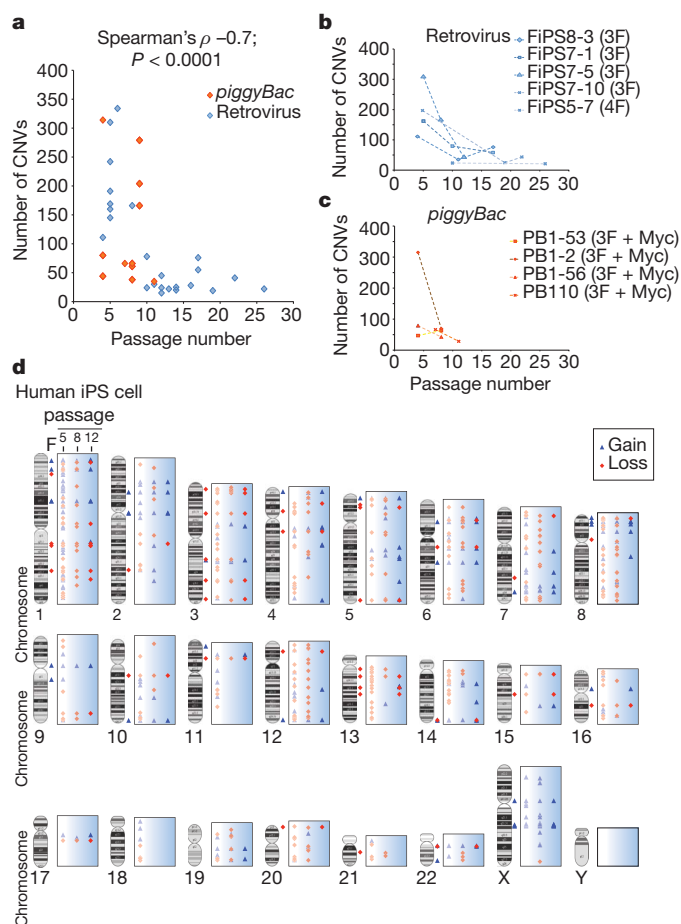 a
Spearman's ρ –0.7;
P < 0.0001
Number of CNVs
400
350
300
250
200
150
100
50
0
piggyBac
Retrovirus
0 5 10 15 20 25 30
Passage number
b
Retrovirus
Number of CNVs
400
300
200
100
0
0 5 10 15 20 25 30
FiPS8-3 (3F)
FiPS7-1 (3F)
FiPS7-5 (3F)
FiPS7-10 (3F)
FiPS5-7 (4F)
c
piggyBac
Number of CNVs
400
300
200
100
0
0 5 10 15 20 25 30
Passage number
PB1-53 (3F + Myc)
PB1-2 (3F + Myc)
PB1-56 (3F + Myc)
PB110 (3F + Myc)
d
Human iPS cell
passage
F 5 8 12
Gain
Loss
Chromosome
1 2 3 4 5 6 7 8
Chromosome
9 10 11 12 13 14 15 16
Chromosome
17 18 19 20 21 22 X Y